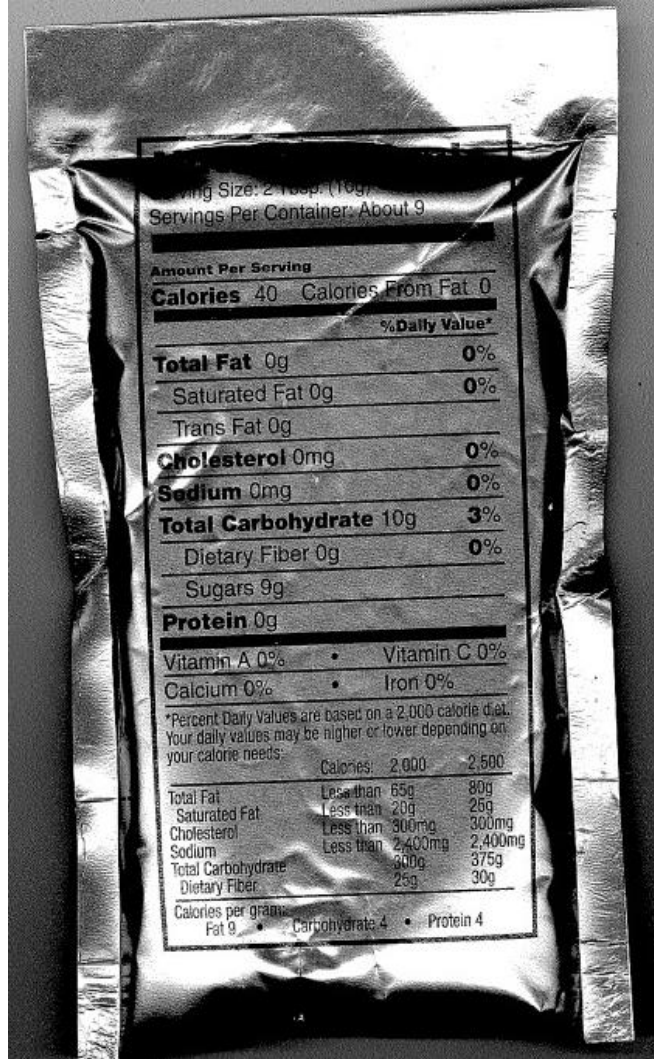 Size: 2 Tbsp. (10g)
Servings Per Container: About 9
Amount Per Serving
Calories 40 Calories From Fat 0
%Daily Value*
Total Fat 0g 0%
Saturated Fat 0g 0%
Trans Fat 0g
Cholesterol 0mg 0%
Sodium 0mg 0%
Total Carbohydrate 10g 3%
Dietary Fiber 0g 0%
Sugars 9g
Protein 0g
Vitamin A 0% • Vitamin C 0%
Calcium 0% • Iron 0%
*Percent Daily Values are based on a 2,000 calorie diet.
Your daily values may be higher or lower depending on
your calorie needs:
Calories: 2,000 2,500
Total Fat Less than 65g 80g
Saturated Fat Less than 20g 25g
Cholesterol Less than 300mg 300mg
Sodium Less than 2,400mg 2,400mg
Total Carbohydrate 300g 375g
Dietary Fiber 25g 30g
Calories per gram:
Fat 9 • Carbohydrate 4 • Protein 4